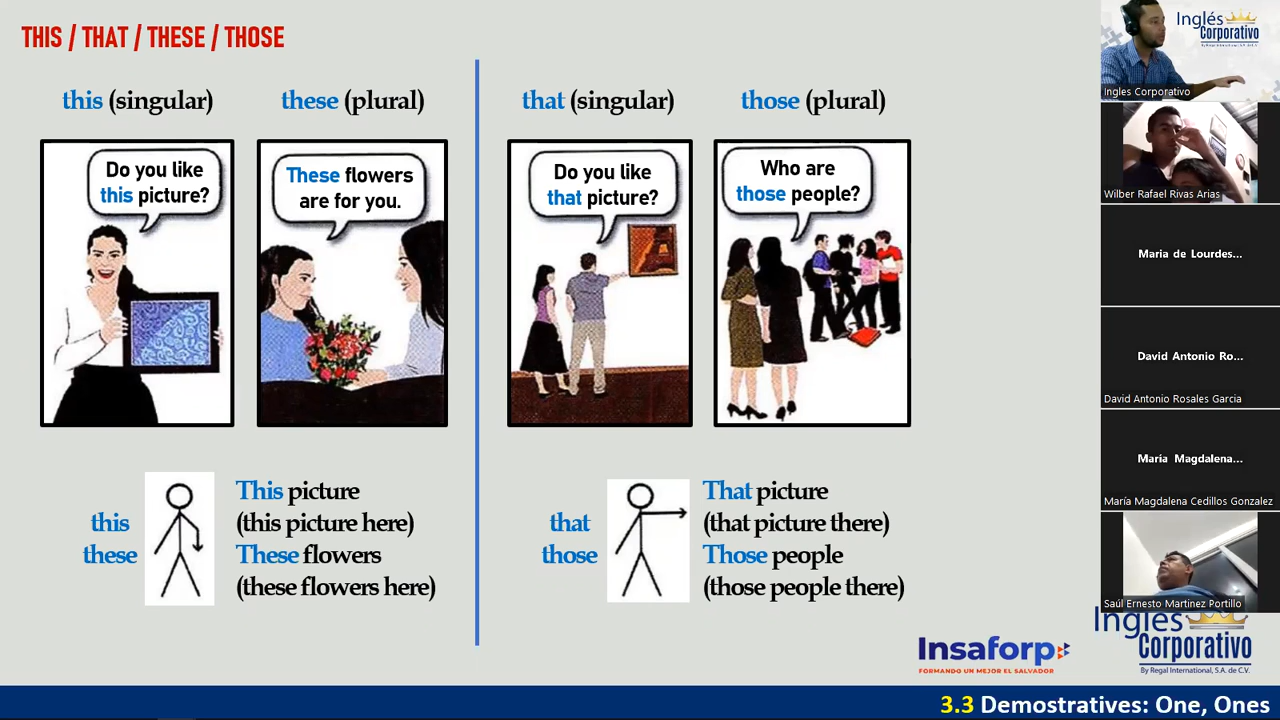 THIS / THAT / THESE / THOSE
this (singular)
these (plural)
that (singular)
those (plural)
Do you like
this picture?
These flowers
are for you.
Do you like
that picture?
Who are
those people?
this
these
This picture
(this picture here)
These flowers
(these flowers here)
that
those
That picture
(that picture there)
Those people
(those people there)
Insaforp
FORMANDO UN MEJOR EL SALVADOR
Inglés
Corporativo
By Regal International, S.A. de C.V.
3.3 Demostratives: One, Ones
Inglés
Corporativo
By Regal International, S.A. de C.V.
Ingles Corporativo
Wilber Rafael Rivas Arias
Maria de Lourdes...
David Antonio Ro...
David Antonio Rosales Garcia
Maria Magdalena...
María Magdalena Cedillos Gonzalez
Saúl Ernesto Martinez Portillo